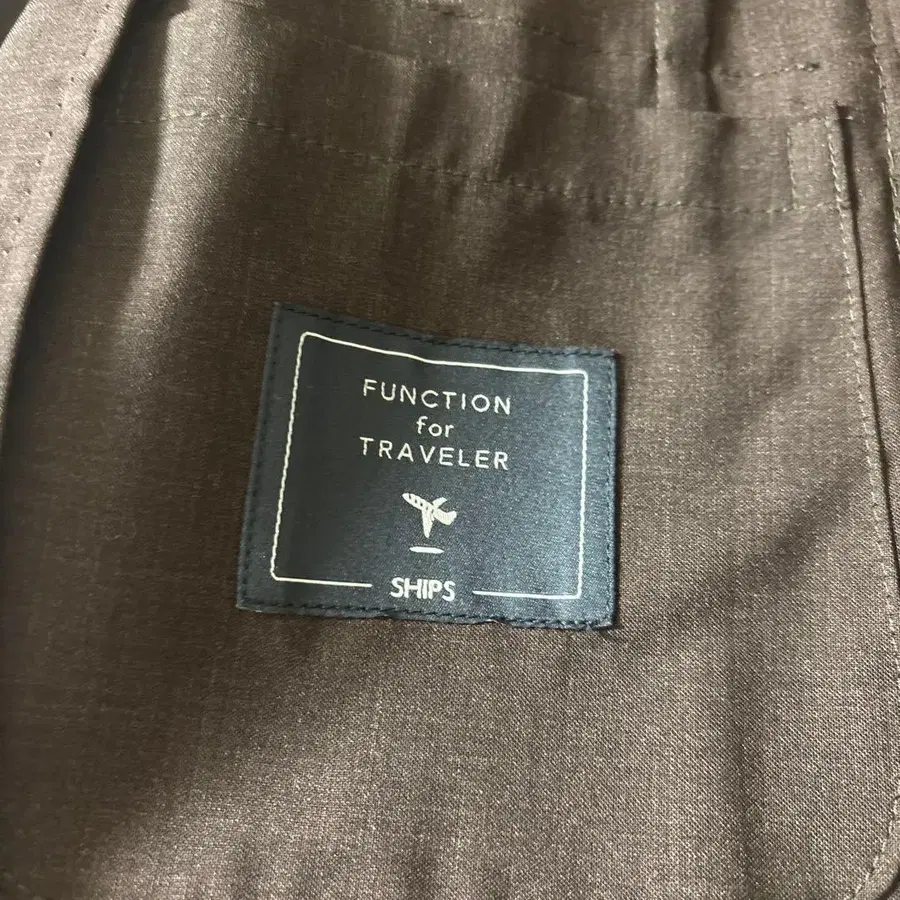 FUNCTION
for
TRAVELER
SHIPS